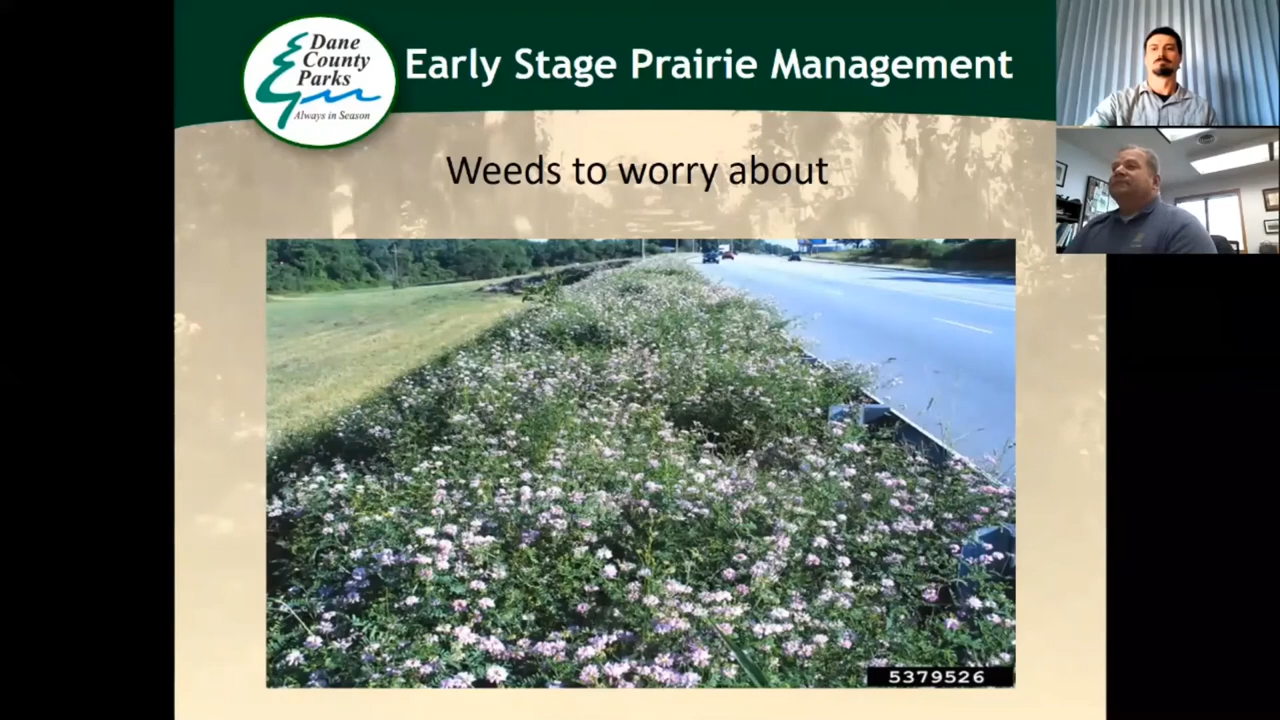 Dane
County
Parks
Always in Season
Early Stage Prairie Management
Weeds to worry about
5379526